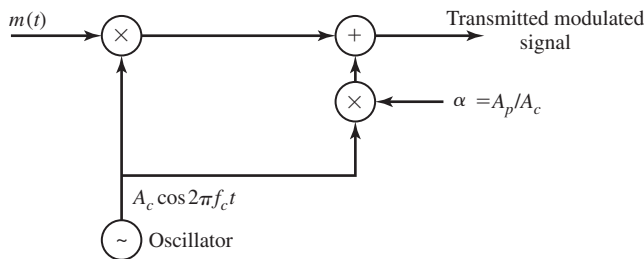 m(t)
×
+
Transmitted modulated
signal
×
α = A_p/A_c
A_c cos 2πf_c t
~ Oscillator